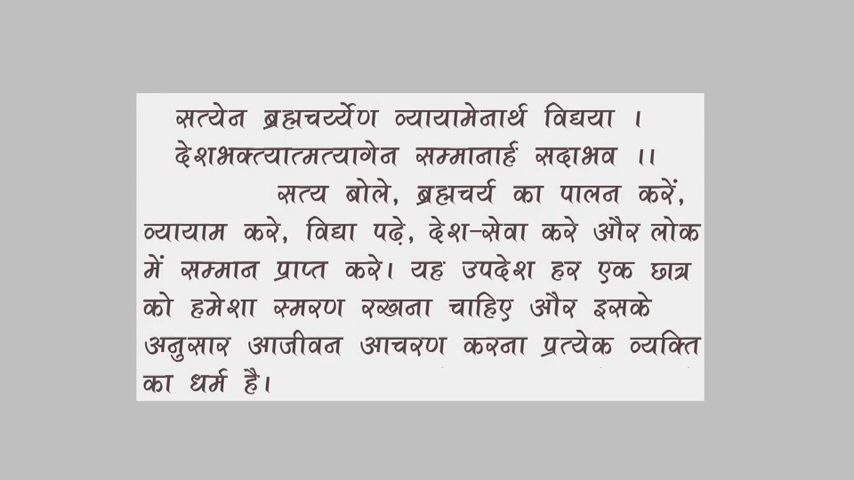 सत्येन ब्रह्मचर्य्येण व्यायामेनार्थ विद्यया ।
देशभक्त्यात्मत्यागेन सम्मानार्ह सदाभव ।।
सत्य बोले, ब्रह्मचर्य का पालन करें,
व्यायाम करे, विद्या पढ़े, देश-सेवा करे और लोक
में सम्मान प्राप्त करे। यह उपदेश हर एक छात्र
को हमेशा स्मरण रखना चाहिए और इसके
अनुसार आजीवन आचरण करना प्रत्येक व्यक्ति
का धर्म है।